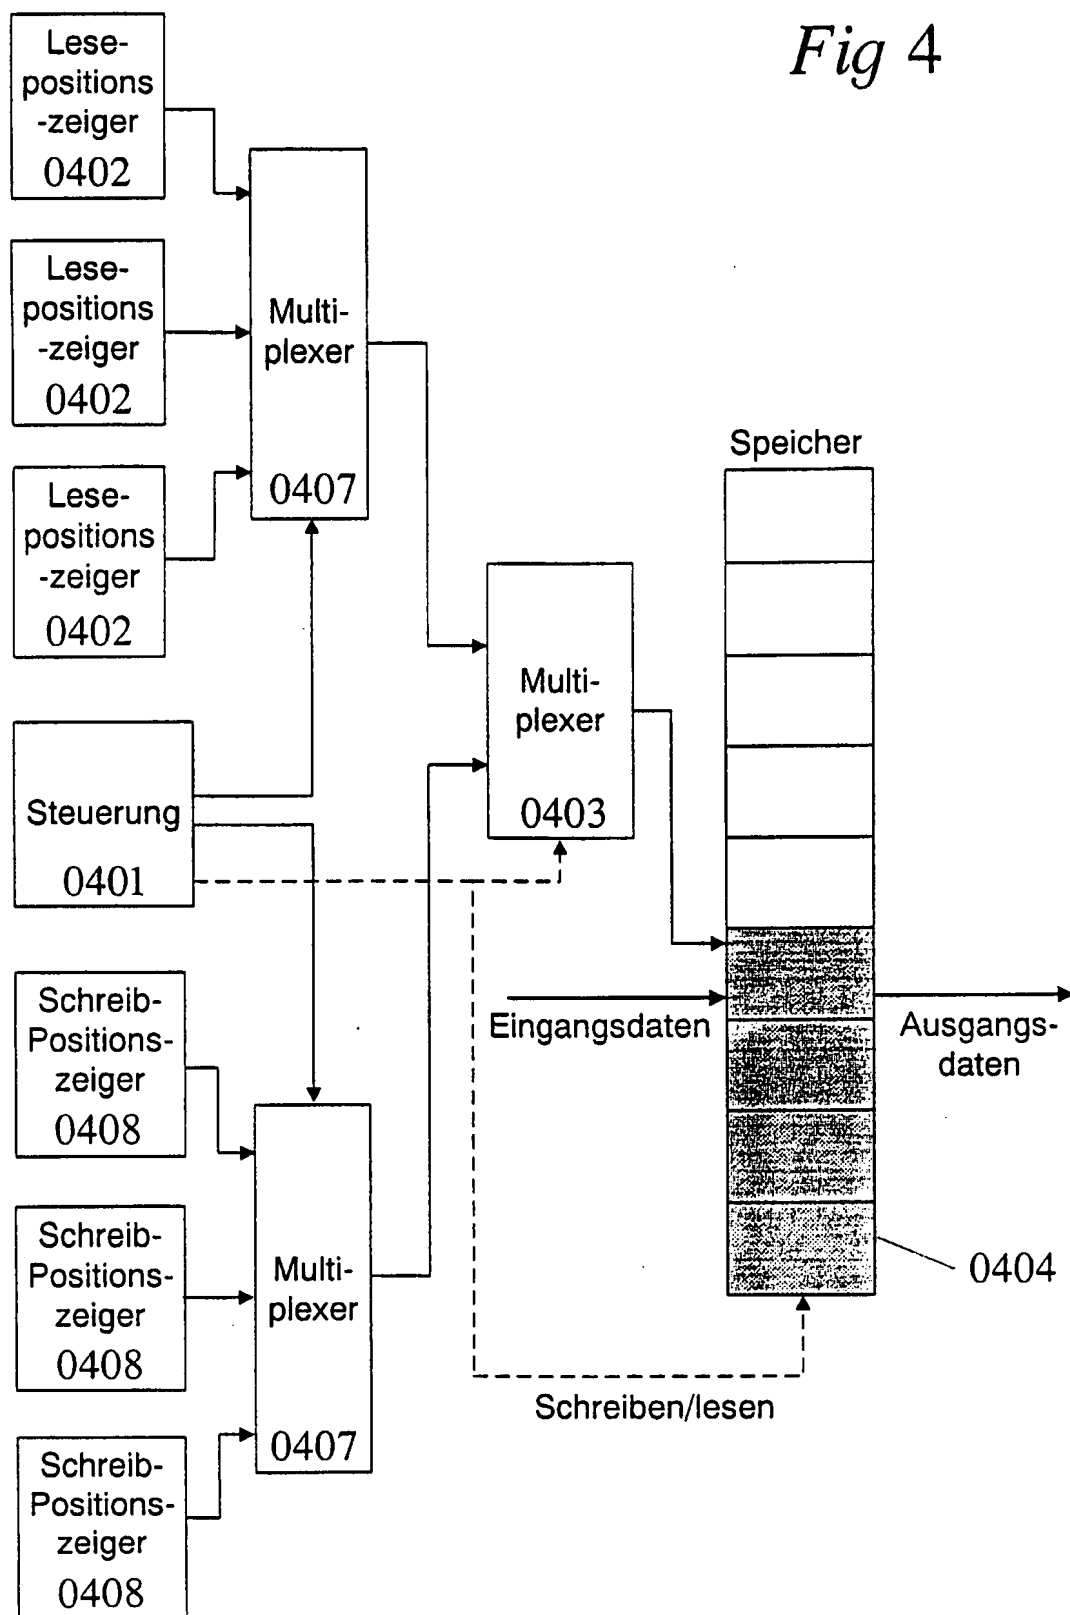 Fig 4
Lese-
positions
-zeiger
0402
Lese-
positions
-zeiger
0402
Lese-
positions
-zeiger
0402
Multi-
plexer
0407
Speicher
Multi-
plexer
0403
Steuerung
0401
Eingangsdaten
Ausgangs-
daten
Schreib-
Positions-
zeiger
0408
Schreib-
Positions-
zeiger
0408
Schreib-
Positions-
zeiger
0408
Multi-
plexer
0407
0404
Schreiben/lesen